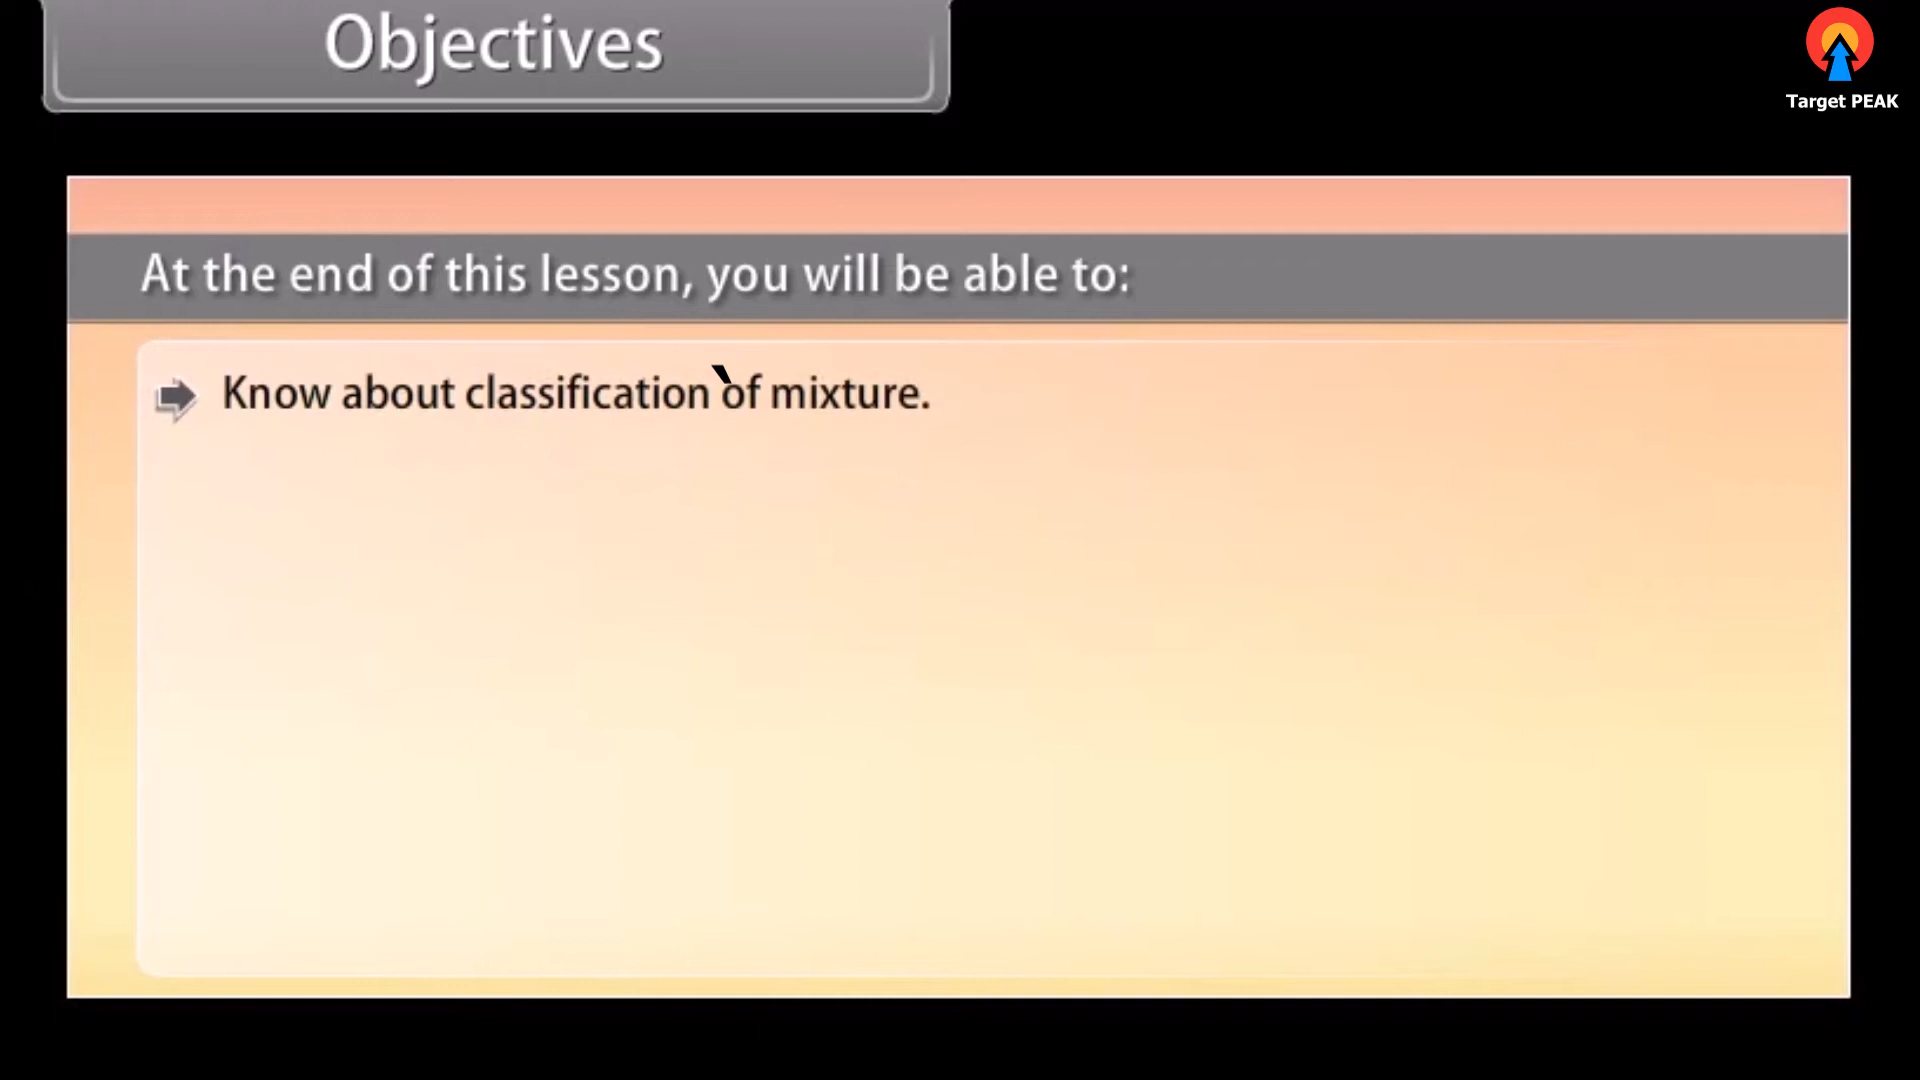 Objectives
Target PEAK
At the end of this lesson, you will be able to:
Know about classification` of mixture.